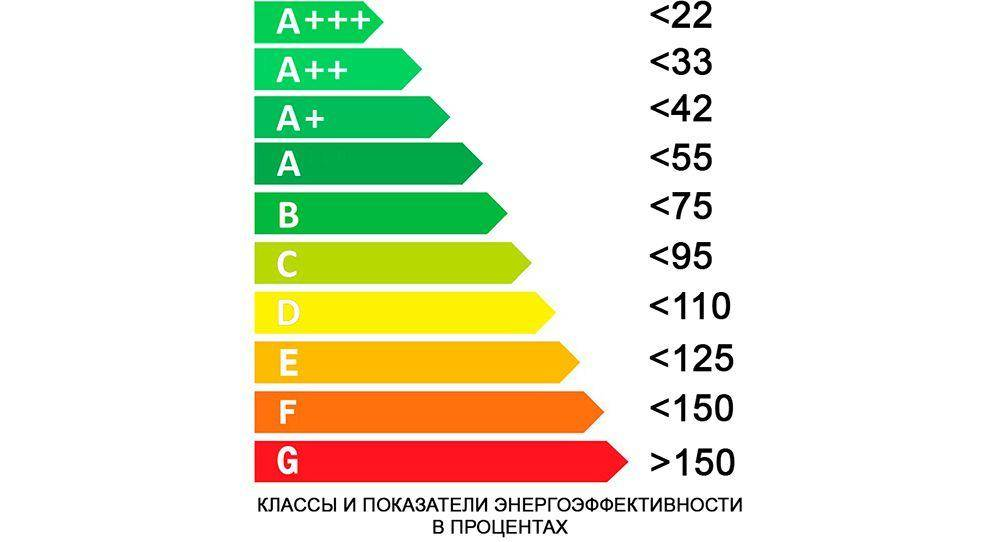 A+++ <22
A++ <33
A+ <42
A <55
B <75
C <95
D <110
E <125
F <150
G >150
КЛАССЫ И ПОКАЗАТЕЛИ ЭНЕРГОЭФФЕКТИВНОСТИ
В ПРОЦЕНТАХ